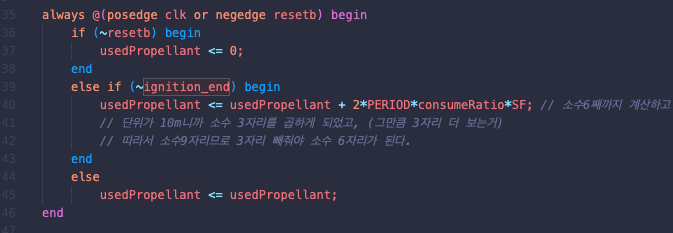 35 always @(posedge clk or negedge resetb) begin
36 if (~resetb) begin
37 usedPropellant <= 0;
38 end
39 else if (~ignition_end) begin
40 usedPropellant <= usedPropellant + 2*PERIOD*consumeRatio*SF; // 소수6째까지 계산하고
41 // 단위가 10m니까 소수 3자리를 곱하게 되었고, (그만큼 3자리 더 보는거)
42 // 따라서 소수9자리므로 3자리 빼줘야 소수 6자리가 된다.
43 end
44 else
45 usedPropellant <= usedPropellant;
46 end
47